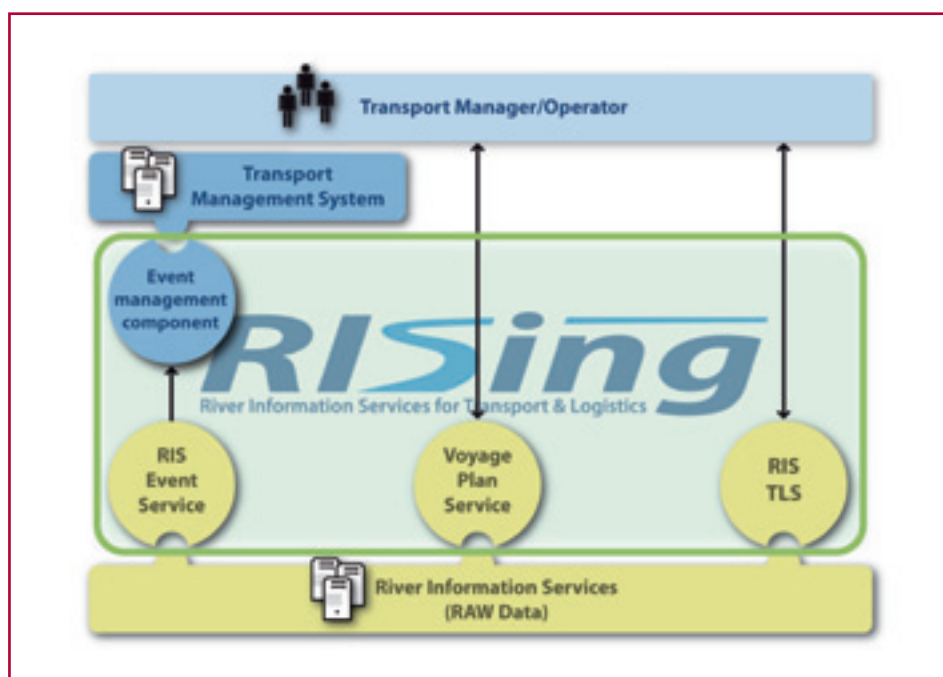 Transport Manager/Operator
Transport
Management System
Event
management
component
RISing
River Information Services for Transport & Logistics
RIS
Event
Service
Voyage
Plan
Service
RIS
TLS
River Information Services
(RAW Data)